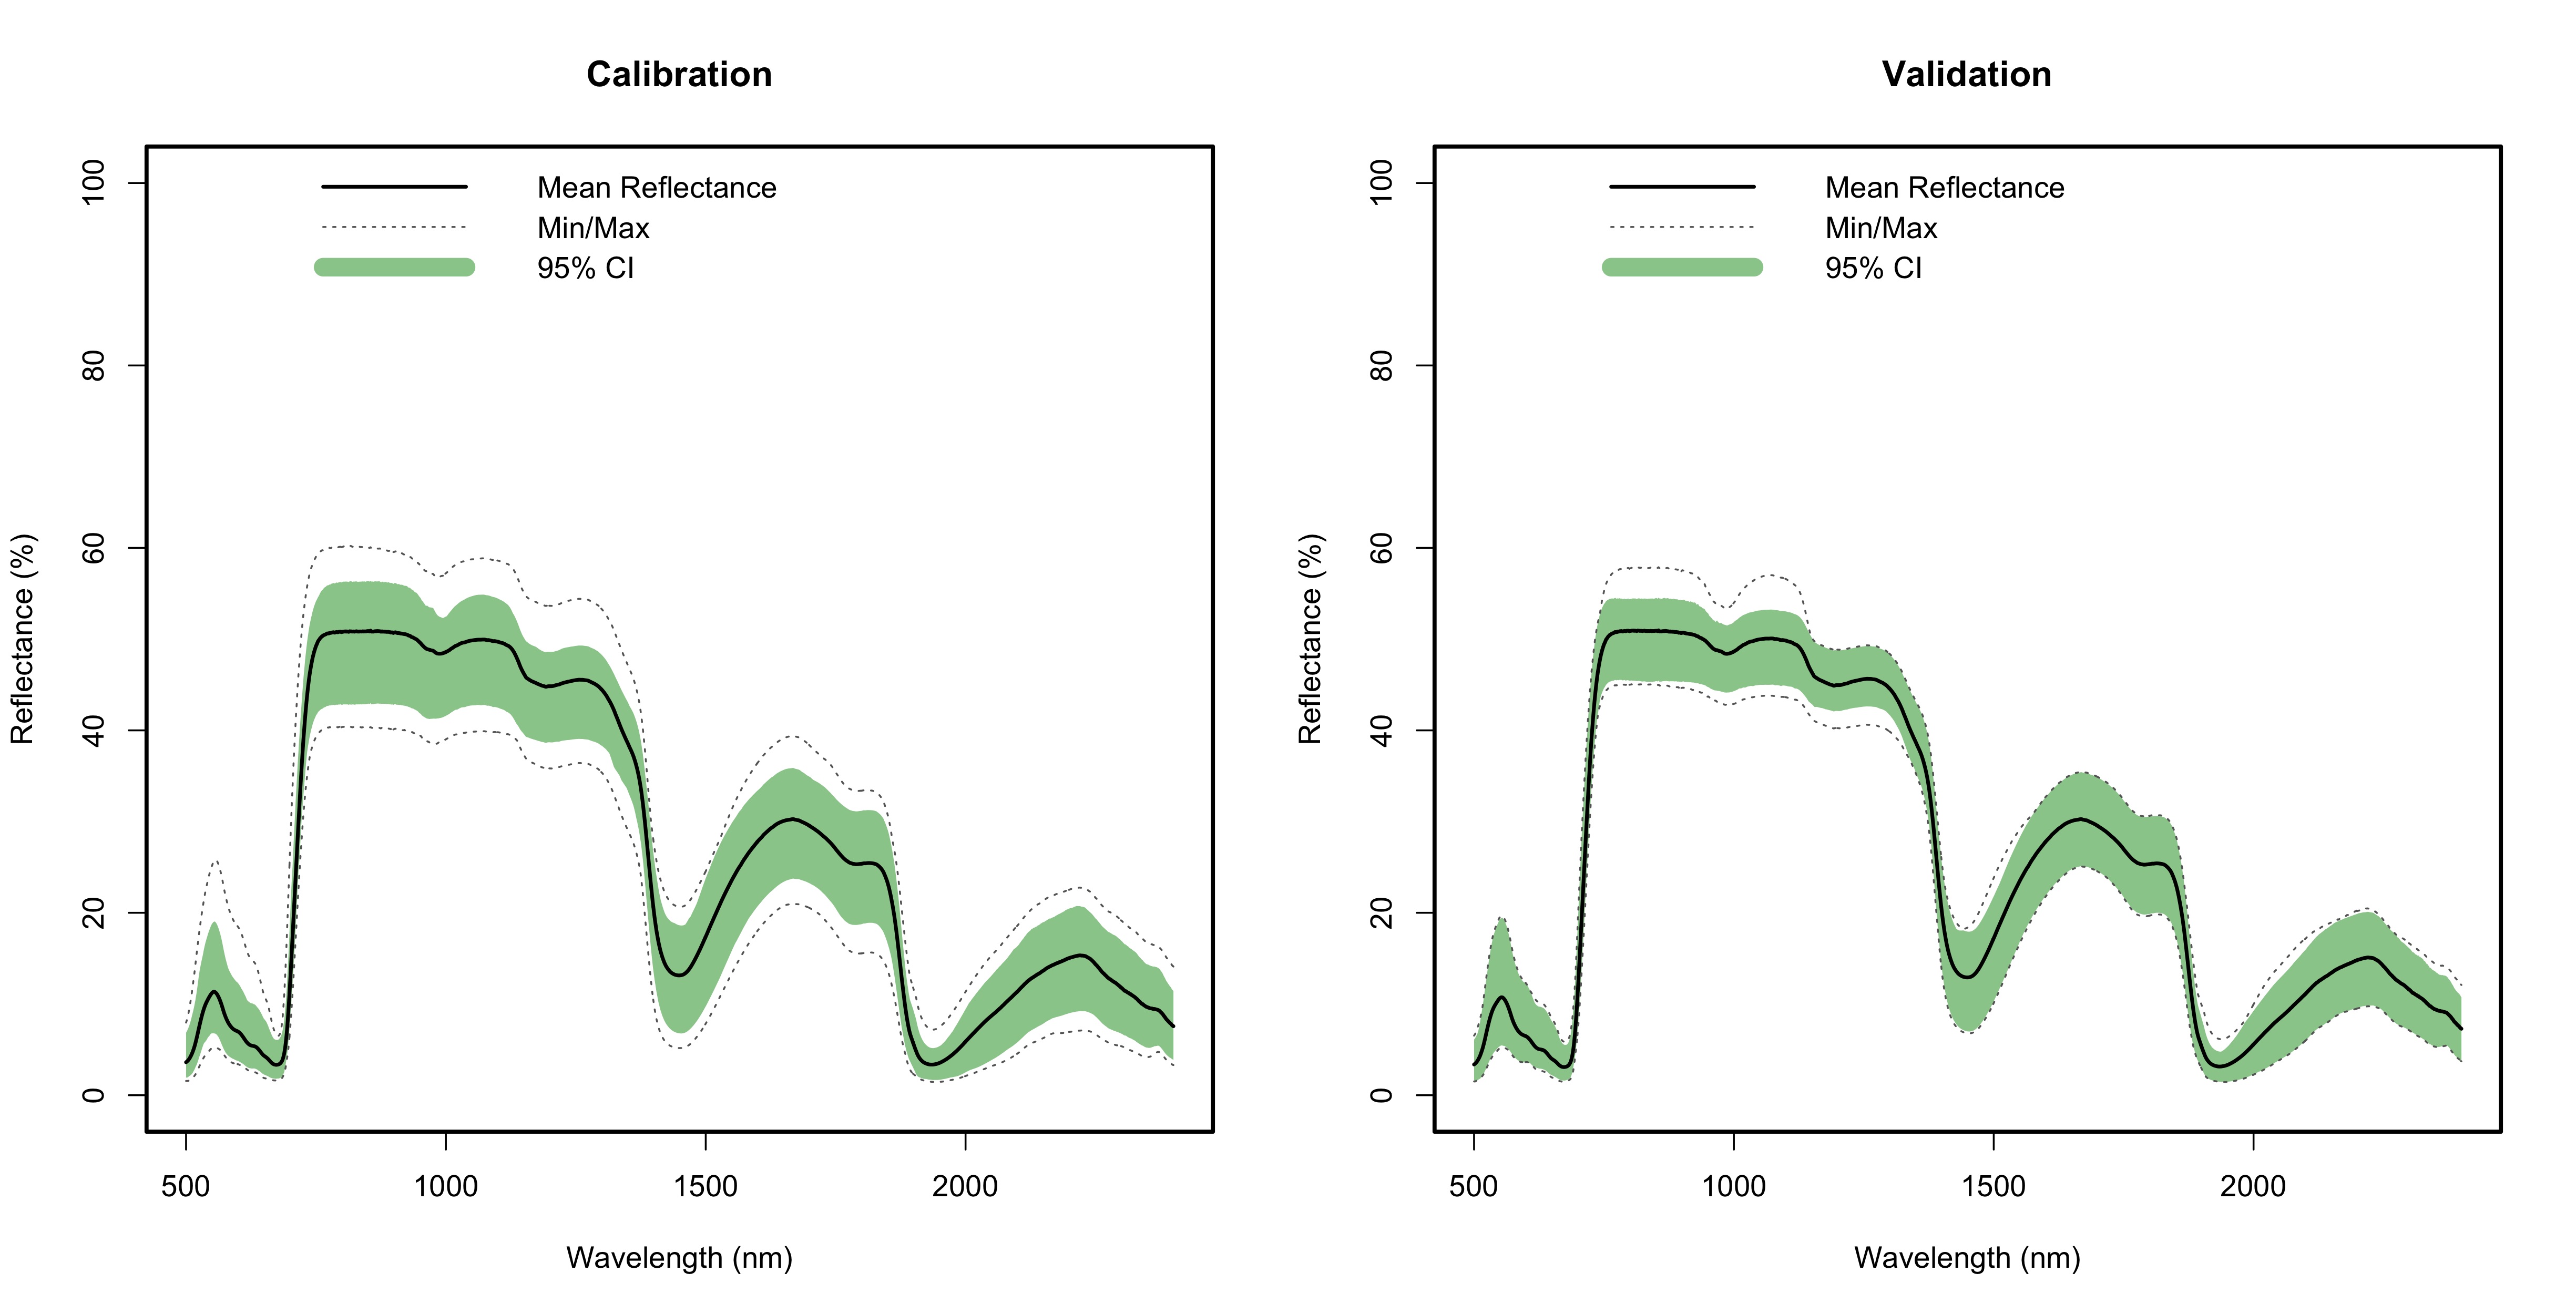 Calibration
Mean Reflectance
Min/Max
95% CI
100
80
60
40
20
0
Reflectance (%)
500 1000 1500 2000
Wavelength (nm)
Validation
Mean Reflectance
Min/Max
95% CI
100
80
60
40
20
0
Reflectance (%)
500 1000 1500 2000
Wavelength (nm)